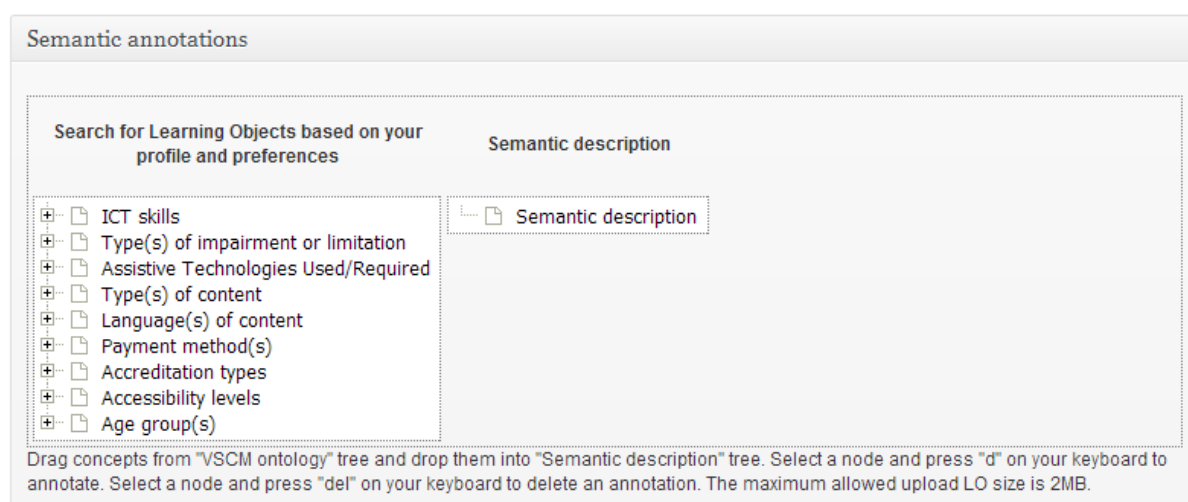 Semantic annotations
Search for Learning Objects based on your
profile and preferences
Semantic description
ICT skills
Type(s) of impairment or limitation
Assistive Technologies Used/Required
Type(s) of content
Language(s) of content
Payment method(s)
Accreditation types
Accessibility levels
Age group(s)
Semantic description
Drag concepts from "VSCM ontology" tree and drop them into "Semantic description" tree. Select a node and press "d" on your keyboard to
annotate. Select a node and press "del" on your keyboard to delete an annotation. The maximum allowed upload LO size is 2MB.